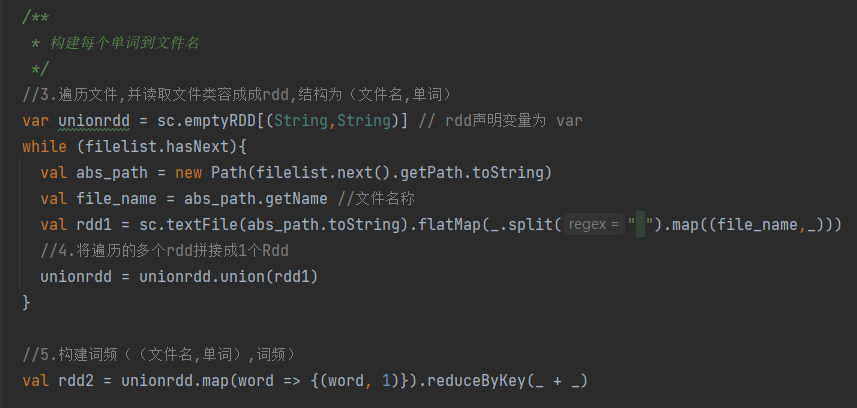 /**
 * 构建每个单词到文件名
 */
//3.遍历文件,并读取文件类容成成rdd,结构为（文件名,单词）
var unionrdd = sc.emptyRDD[(String,String)] // rdd声明变量为 var
while (filelist.hasNext){
  val abs_path = new Path(filelist.next().getPath.toString)
  val file_name = abs_path.getName //文件名称
  val rdd1 = sc.textFile(abs_path.toString).flatMap(_.split( regex = " ").map((file_name,_)))
  //4.将遍历的多个rdd拼接成1个Rdd
  unionrdd = unionrdd.union(rdd1)
}
//5.构建词频（（文件名,单词）,词频）
val rdd2 = unionrdd.map(word => {(word, 1)}).reduceByKey(_ + _)